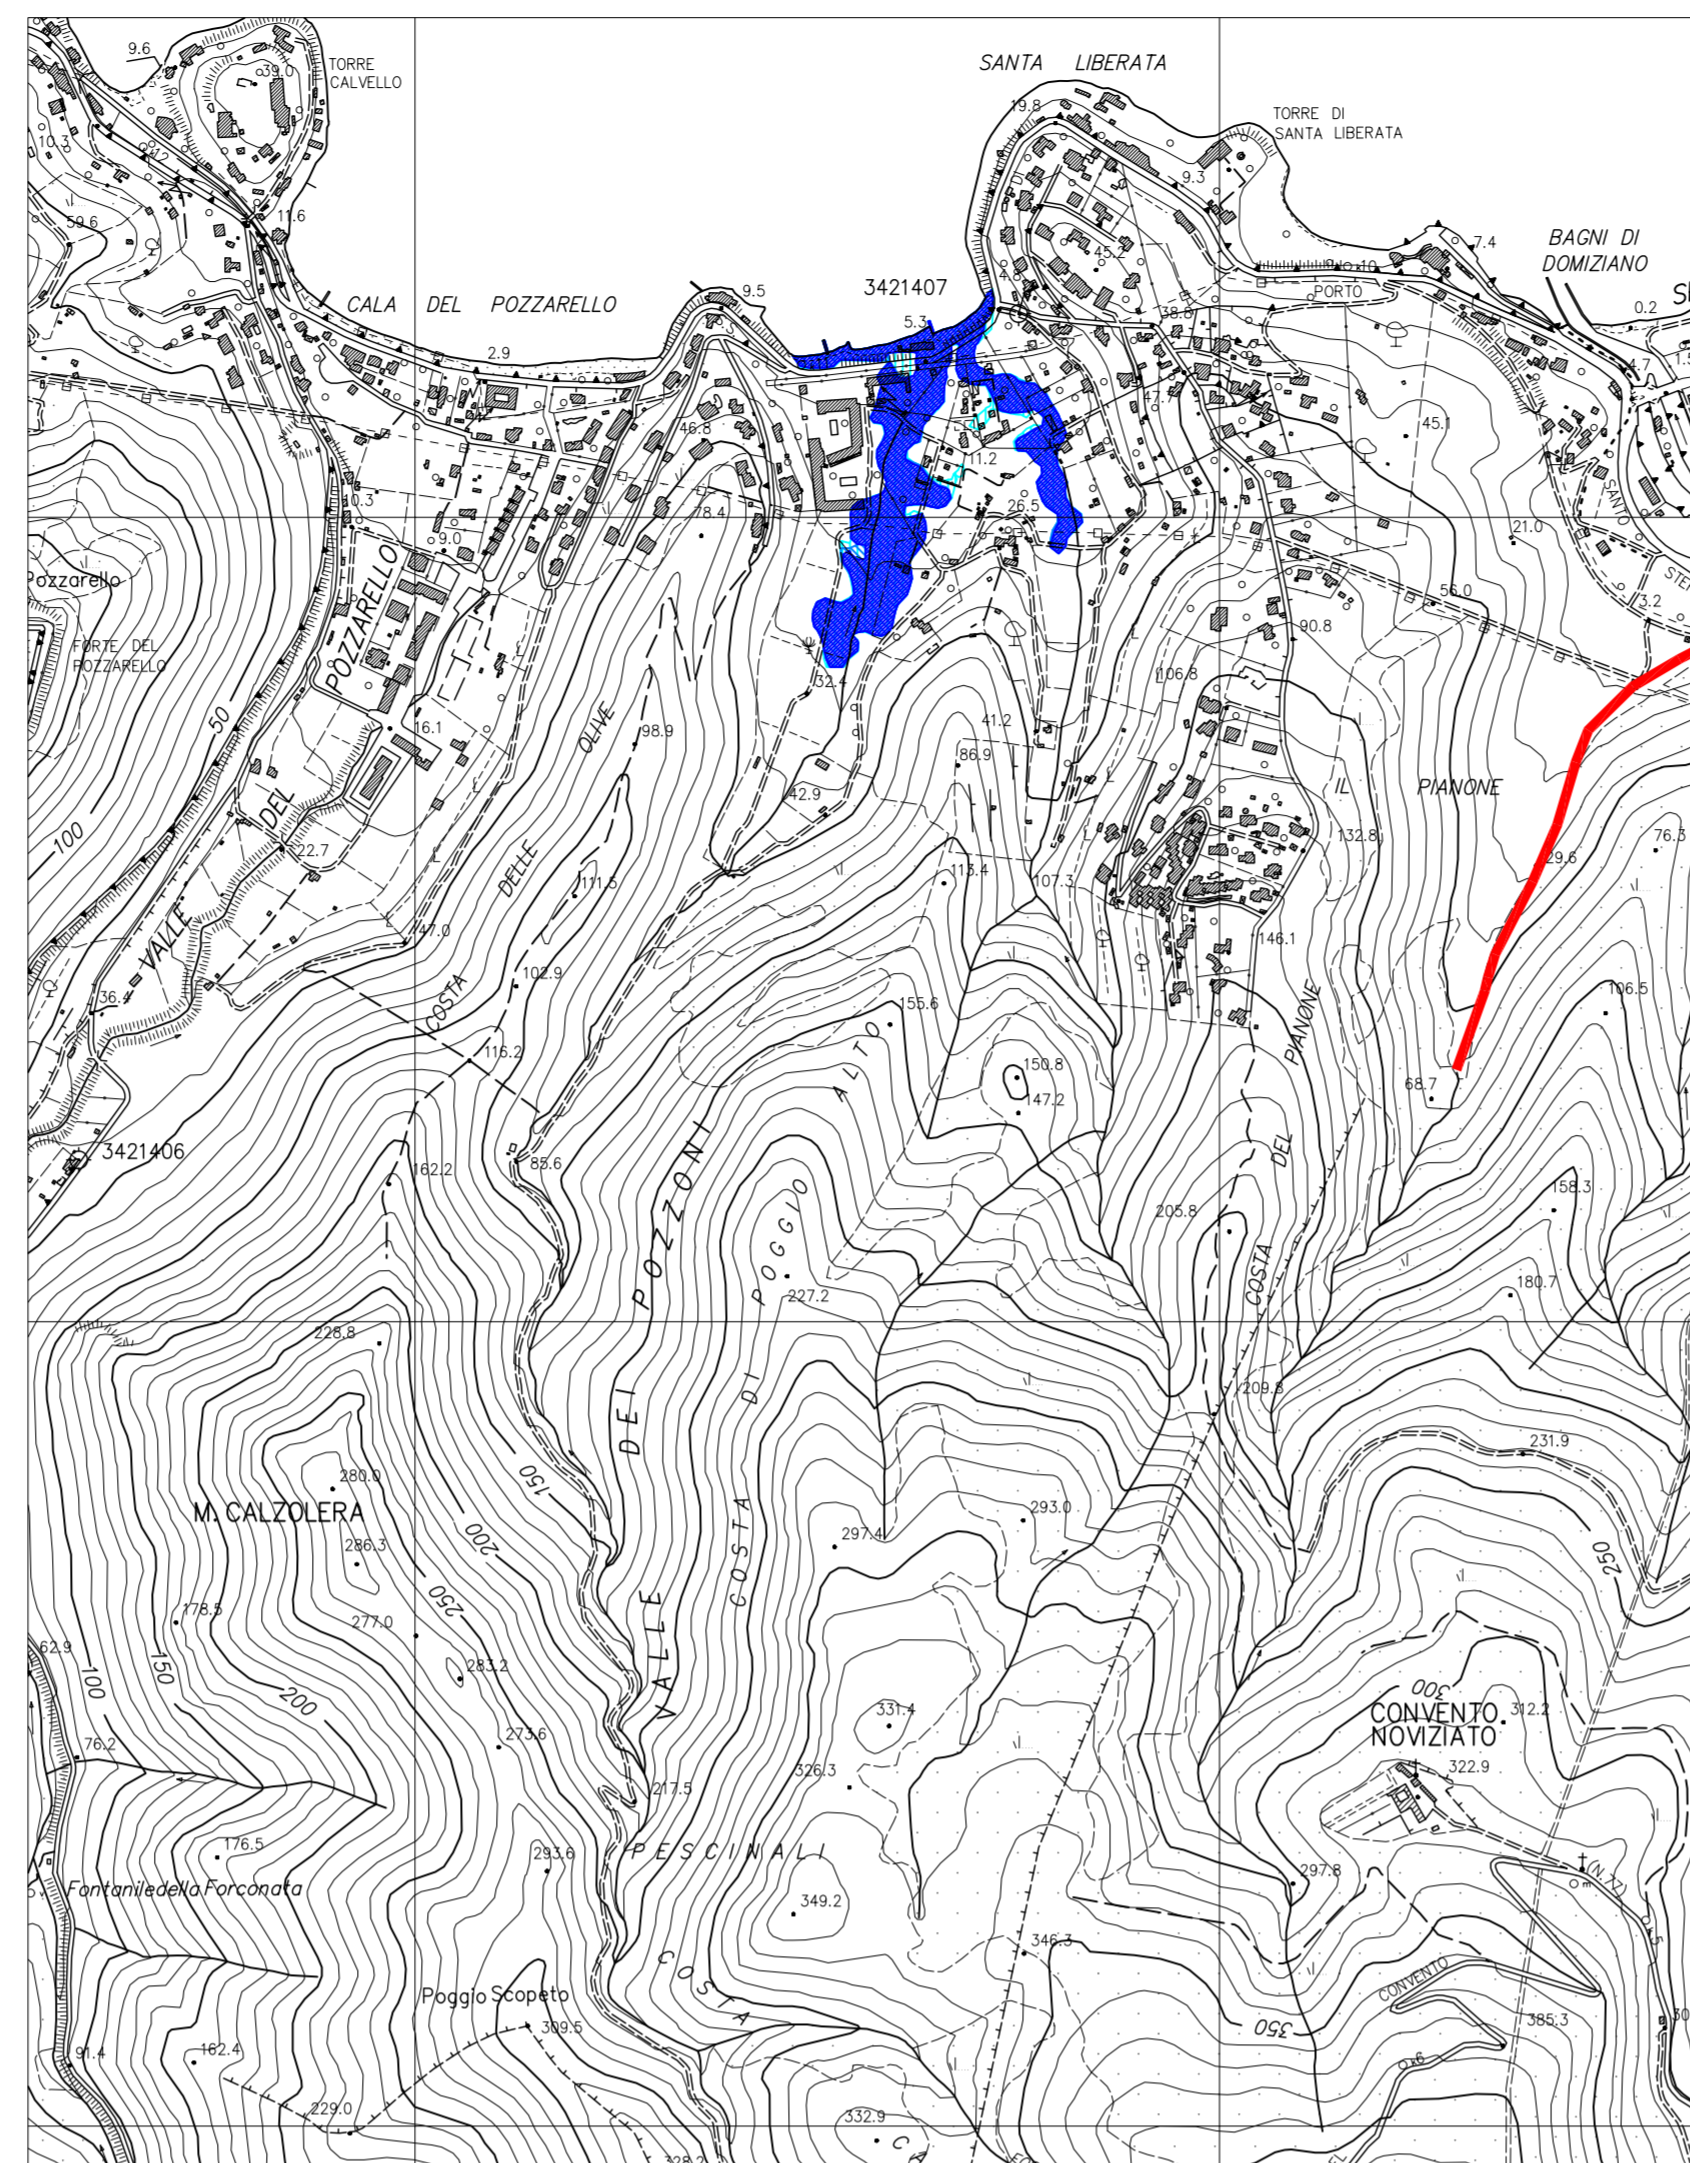 SANTA LIBERATA
9.6
TORRE
CALVELLO
39.0
19.8
TORRE DI
SANTA LIBERATA
10.3
12
9.3
59.6
11.6
45.2
7.4
BAGNI DI
DOMIZIANO
3421407
4.8
CALA DEL POZZARELLO
9.5
PORTO
5.3
38.8
0.2
2.9
4.7
1.5
47.7
46.8
45.1
11.2
10.3
78.4
26.5
21.0
SANTO
9.0
Pozzarello
56.0
3.2
FORTE DEL
POZZARELLO
90.8
32.4
106.8
50
16.1
OLIVE
98.9
41.2
86.9
42.9
IL PIANONE
100
22.7
132.8
29.6
76.3
DELLE
111.5
113.4
107.3
VALLE DEL POZZARELLO
47.0
146.1
102.9
36.4
COSTA
155.6
106.5
ALTO
PIANONE
116.2
150.8
147.2
68.7
3421406
85.6
162.2
DEL
158.3
POGGIO
205.8
COSTA
180.7
227.2
228.8
DI
209.8
231.9
280.0
150
M. CALZOLERA
COSTA
293.0
297.4
200
286.3
250
250
178.5
277.0
62.9
VALLE DEI POZZONI
100
150
283.2
200
300
331.4
CONVENTO
NOVIZIATO
312.2
76.2
273.6
326.3
322.9
217.5
176.5
293.6
PESCINALI
297.8
(N.17)
Fontaniledella Forconata
349.2
346.3
COSTA
CONVENTO
Poggio Scopeto
385.3
309.5
350
162.4
91.4
229.0
332.9
328.2